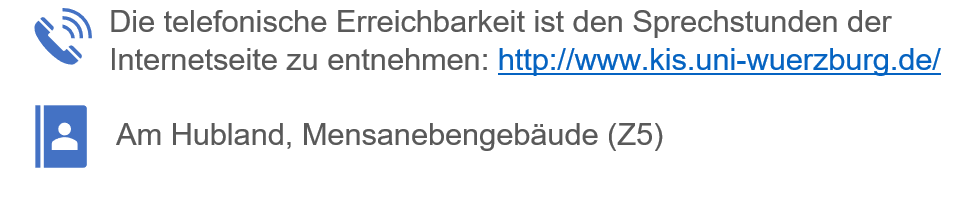 Die telefonische Erreichbarkeit ist den Sprechstunden der
Internetseite zu entnehmen: http://www.kis.uni-wuerzburg.de/
Am Hubland, Mensanebengebäude (Z5)